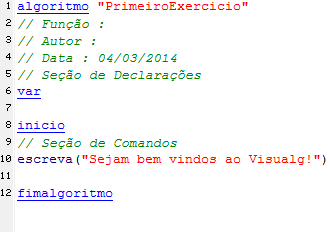 1 algoritmo "PrimeiroExercicio"
2 // Função :
3 // Autor :
4 // Data : 04/03/2014
5 // Seção de Declarações
6 var
7
8 inicio
9 // Seção de Comandos
10 escreva("Sejam bem vindos ao Visualg!")
11
12 fimalgoritmo